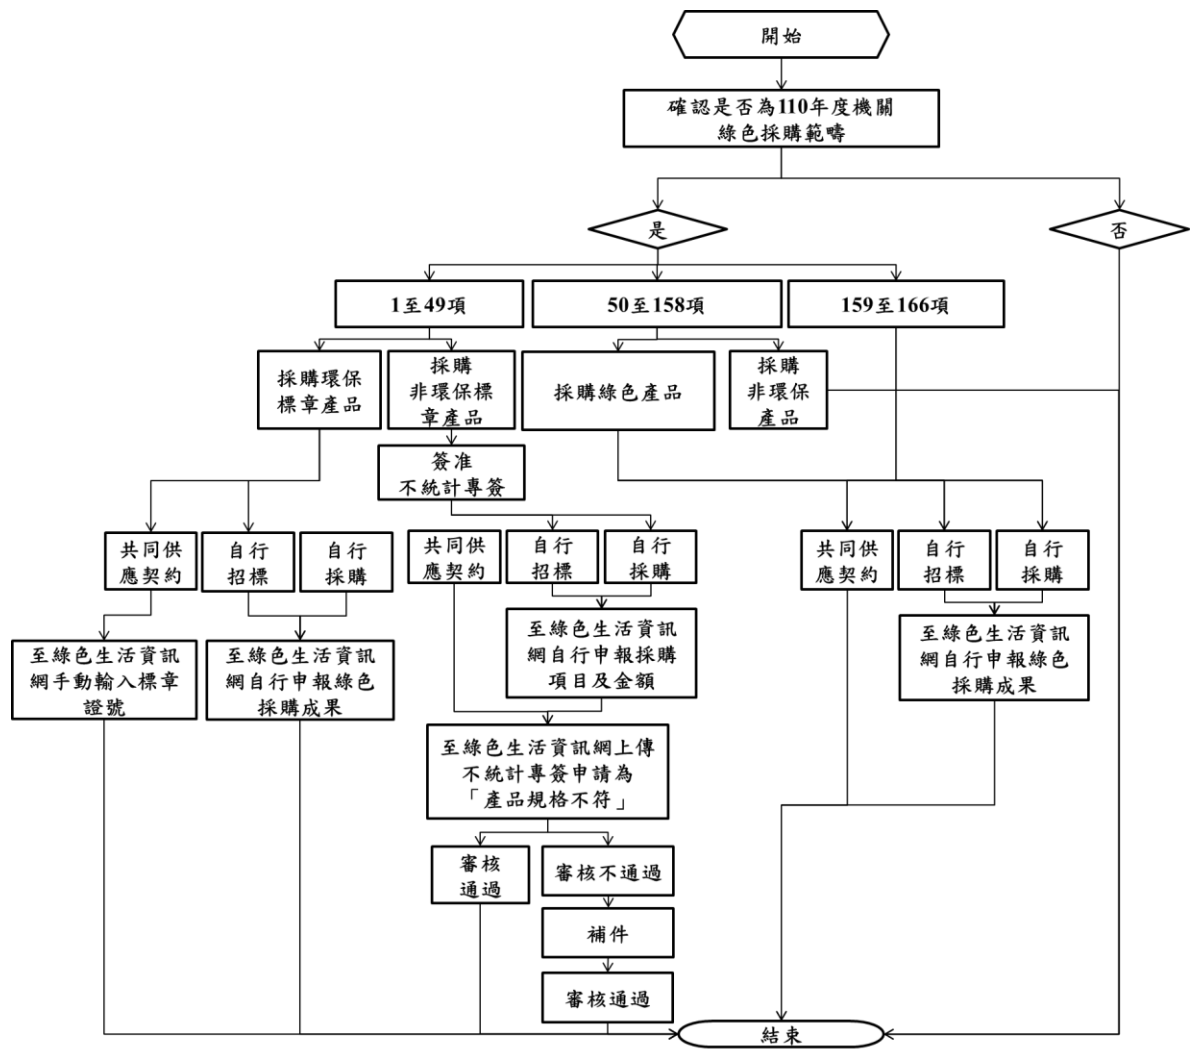 開始
確認是否為110年度機關
綠色採購範疇
是
否
1至49項
50至158項
159至166項
採購環保
標章產品
採購
非環保標
章產品
採購綠色產品
採購
非環保
產品
簽准
不統計專簽
共同供
應契約
自行
招標
自行
採購
共同供
應契約
自行
招標
自行
採購
共同供
應契約
自行
招標
自行
採購
至綠色生活資訊
網手動輸入標章
證號
至綠色生活資訊
網自行申報綠色
採購成果
至綠色生活資訊
網自行申報採購
項目及金額
至綠色生活資訊
網自行申報綠色
採購成果
至綠色生活資訊網上傳
不統計專簽申請為
「產品規格不符」
審核
通過
審核不通過
補件
審核通過
結束